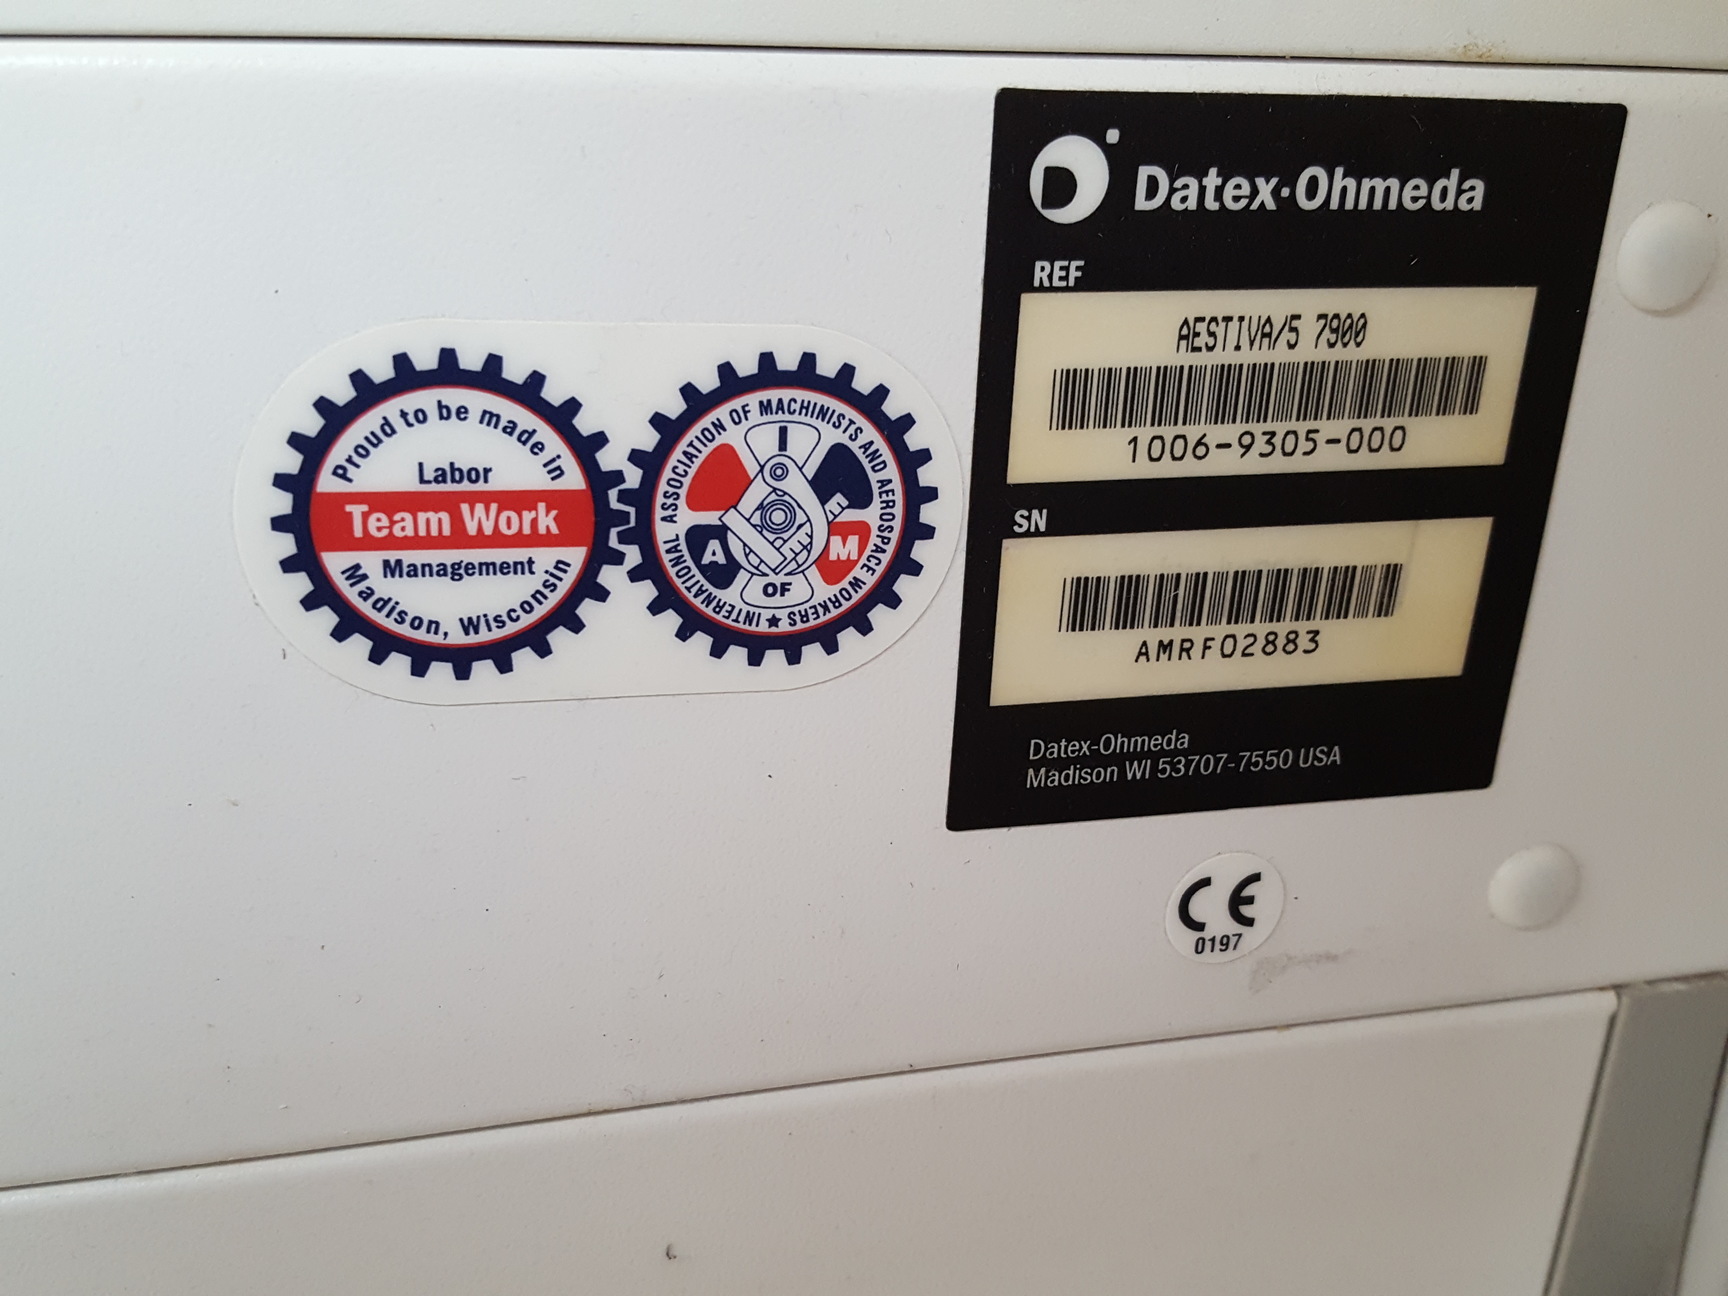 Proud to be made in
Labor
Team Work
Management
Madison, Wisconsin
INTERNATIONAL ASSOCIATION OF MACHINISTS AND AEROSPACE WORKERS ★
I
A M
OF
Datex·Ohmeda
REF
AESTIVA/5 7900
1006-9305-000
SN
AMRF02883
Datex-Ohmeda
Madison WI 53707-7550 USA
CE
0197